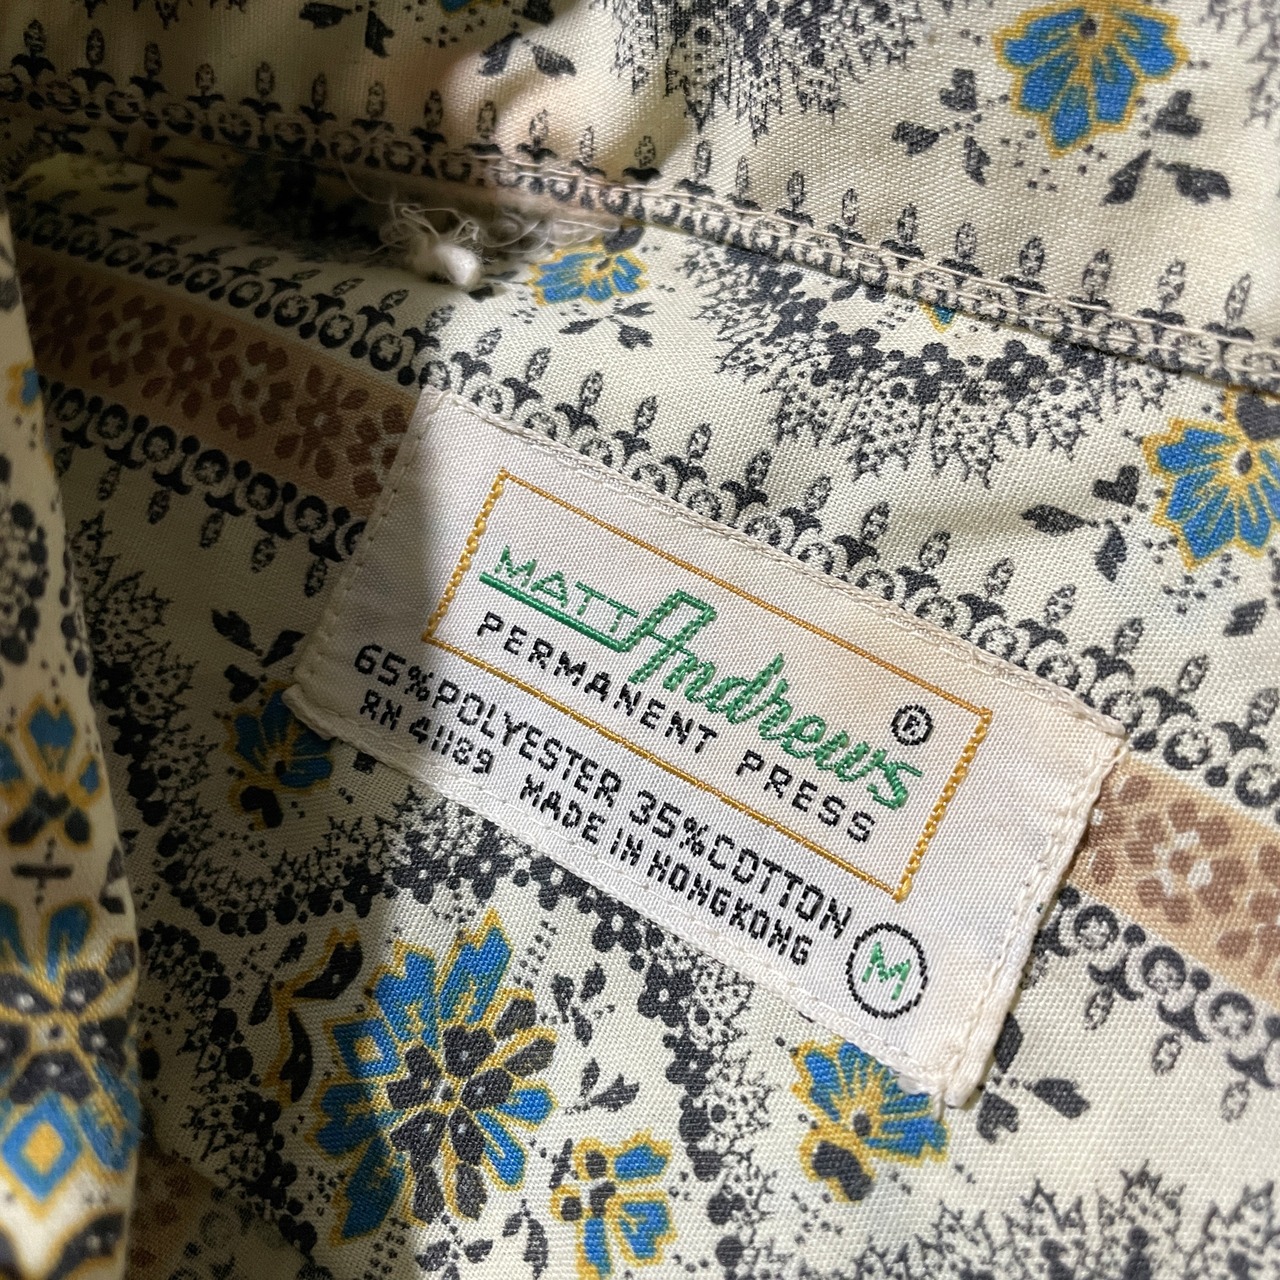 MATT Andrews ®
PERMANENT PRESS
65% POLYESTER 35% COTTON
RN 41189 MADE IN HONGKONG
M